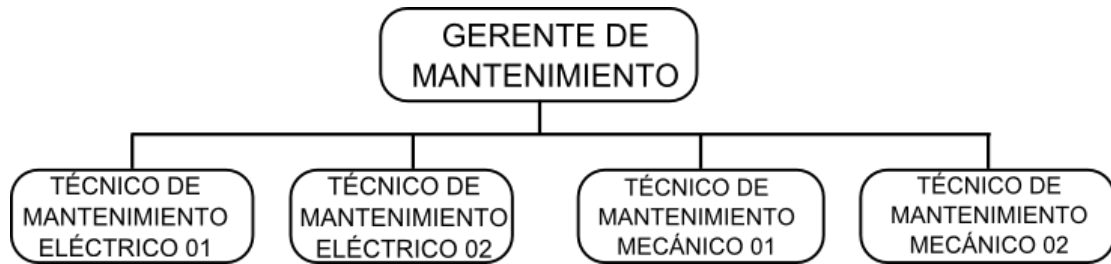 GERENTE DE
MANTENIMIENTO
TÉCNICO DE
MANTENIMIENTO
ELÉCTRICO 01
TÉCNICO DE
MANTENIMIENTO
ELÉCTRICO 02
TÉCNICO DE
MANTENIMIENTO
MECÁNICO 01
TÉCNICO DE
MANTENIMIENTO
MECÁNICO 02